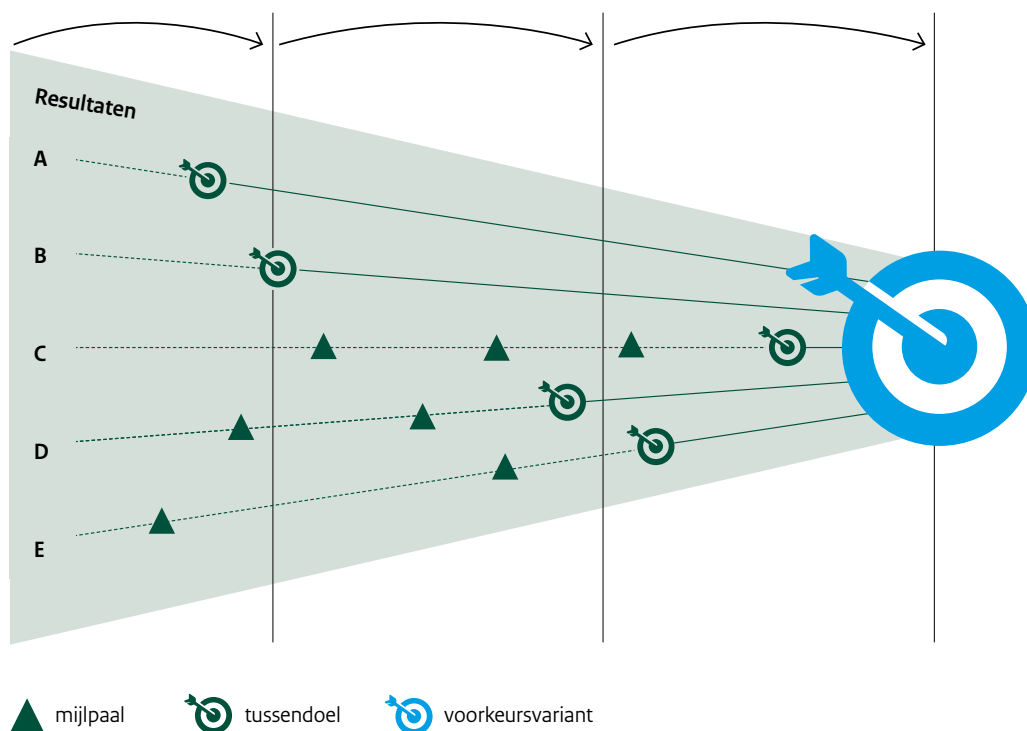 Resultaten
A
B
C
D
E
mijlpaal
tussendoel
voorkeursvariant